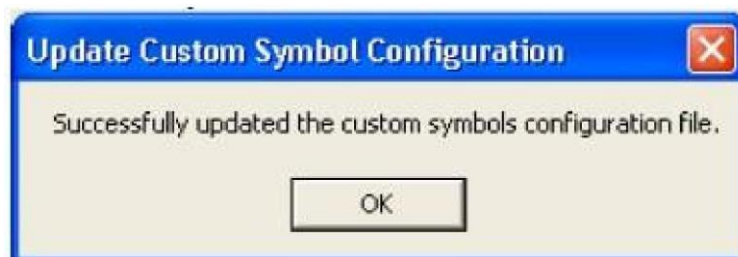 Update Custom Symbol Configuration
Successfully updated the custom symbols configuration file.
OK